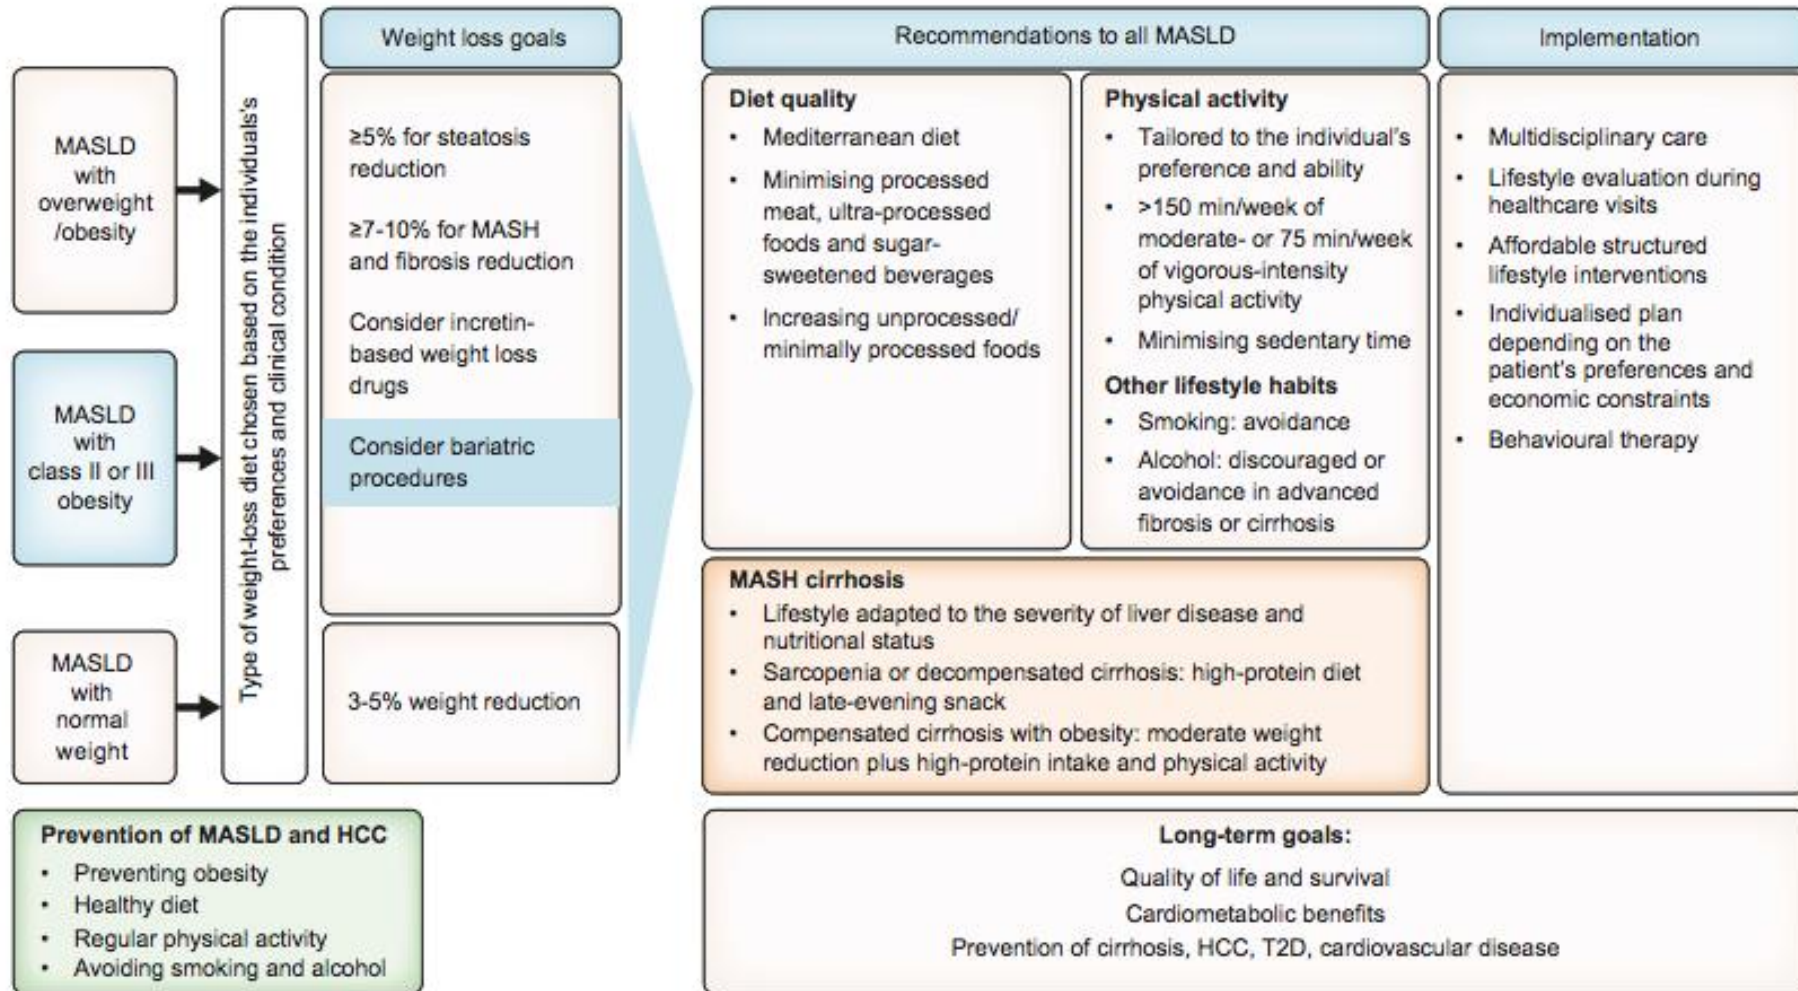 MASLD
with
overweight
/obesity
MASLD
with
class II or III
obesity
MASLD
with
normal
weight
Type of weight-loss diet chosen based on the individuals's
preferences and clinical condition
Weight loss goals
≥5% for steatosis
reduction
≥7-10% for MASH
and fibrosis reduction
Consider incretin-
based weight loss
drugs
Consider bariatric
procedures
3-5% weight reduction
Recommendations to all MASLD
Diet quality
• Mediterranean diet
• Minimising processed
meat, ultra-processed
foods and sugar-
sweetened beverages
• Increasing unprocessed/
minimally processed foods
Physical activity
• Tailored to the individual's
preference and ability
• >150 min/week of
moderate- or 75 min/week
of vigorous-intensity
physical activity
• Minimising sedentary time
Other lifestyle habits
• Smoking: avoidance
• Alcohol: discouraged or
avoidance in advanced
fibrosis or cirrhosis
MASH cirrhosis
• Lifestyle adapted to the severity of liver disease and
nutritional status
• Sarcopenia or decompensated cirrhosis: high-protein diet
and late-evening snack
• Compensated cirrhosis with obesity: moderate weight
reduction plus high-protein intake and physical activity
Implementation
• Multidisciplinary care
• Lifestyle evaluation during
healthcare visits
• Affordable structured
lifestyle interventions
• Individualised plan
depending on the
patient's preferences and
economic constraints
• Behavioural therapy
Prevention of MASLD and HCC
• Preventing obesity
• Healthy diet
• Regular physical activity
• Avoiding smoking and alcohol
Long-term goals:
Quality of life and survival
Cardiometabolic benefits
Prevention of cirrhosis, HCC, T2D, cardiovascular disease